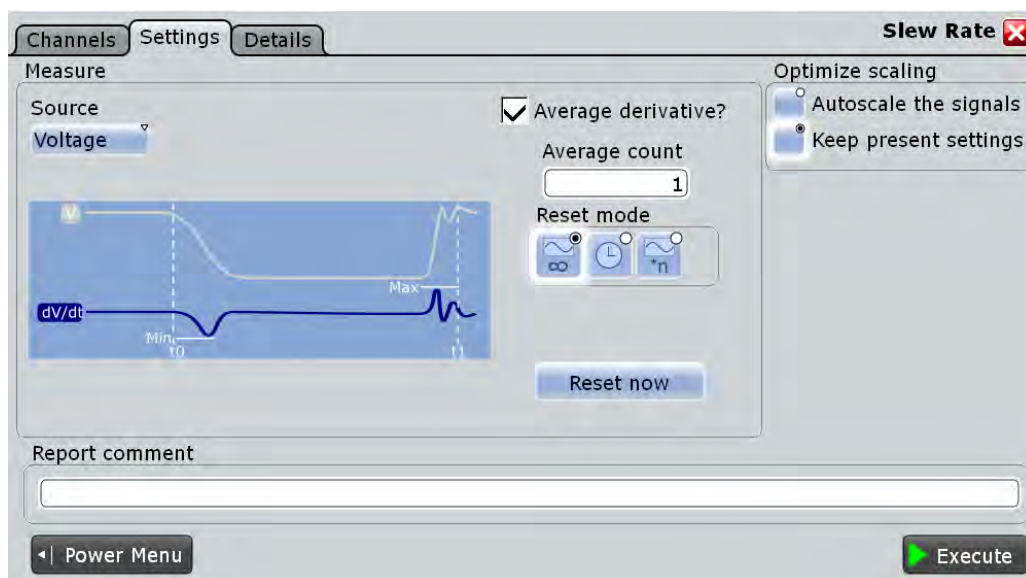 Channels Settings Details Slew Rate
Measure
Source
Voltage
Average derivative?
Average count
1
Reset mode
∞ *n
V
Max
dV/dt
Min
t0 t1
Reset now
Optimize scaling
Autoscale the signals
Keep present settings
Report comment
Power Menu Execute